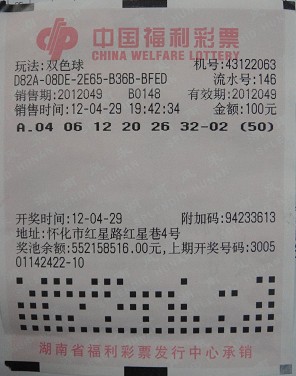 中国福利彩票
CHINA WELFARE LOTTERY
玩法:双色球 机号:43122063
D82A-08DE-2E65-B36B-BFED 流水号:146
销售期:2012049 B0148 有效期:2012049
销售时间:12-04-29 19:42:34 金额:100元
A.04 06 12 20 26 32-02 (50)
开奖时间:12-04-29 附加码:94233613
地址:怀化市红星路红星巷4号
奖池余额:552158516.00元,上期开奖号码:3005
01142422-10
湖南省福利彩票发行中心承销